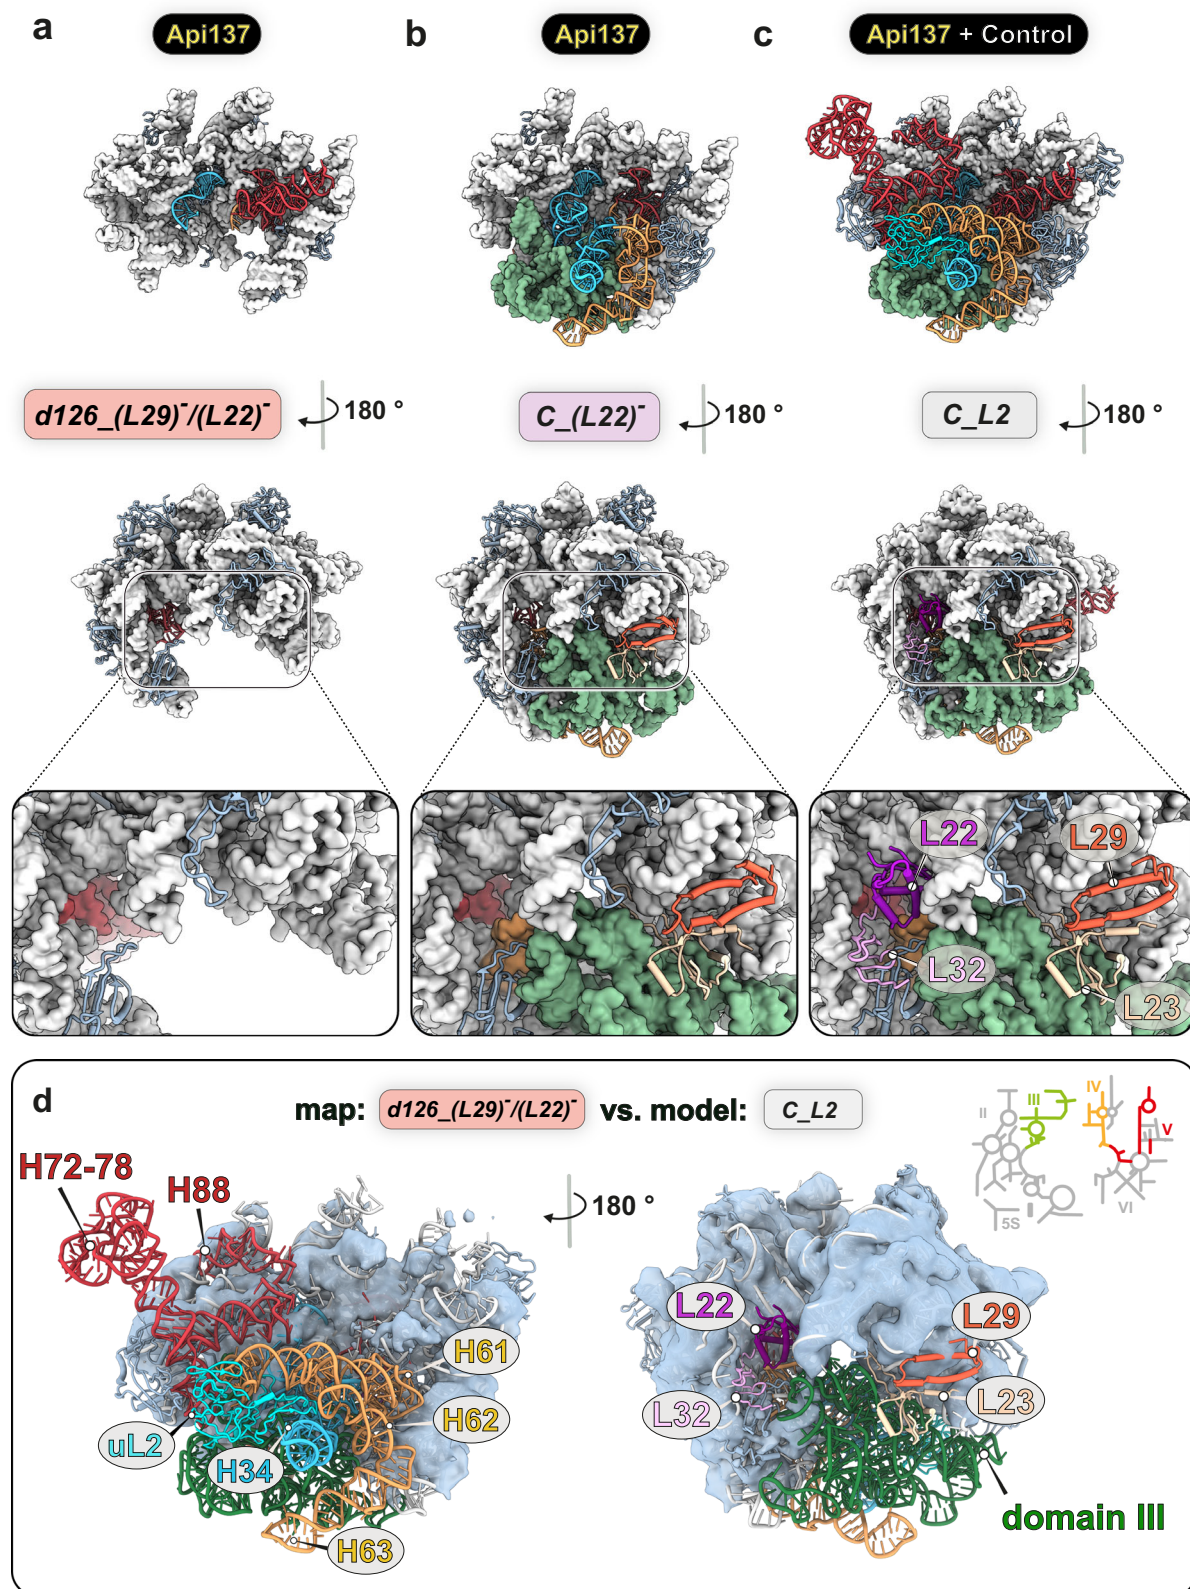 a
Api137
b
Api137
c
Api137 + Control
d126_(L29)⁻/(L22)⁻
180 °
C_(L22)⁻
180 °
C_L2
180 °
L22
L29
L32
L23
d
map: d126_(L29)⁻/(L22)⁻ vs. model: C_L2
II
III
IV
V
VI
5S
I
H72-78
H88
180 °
H61
H62
uL2
H34
H63
L22
L29
L32
L23
domain III